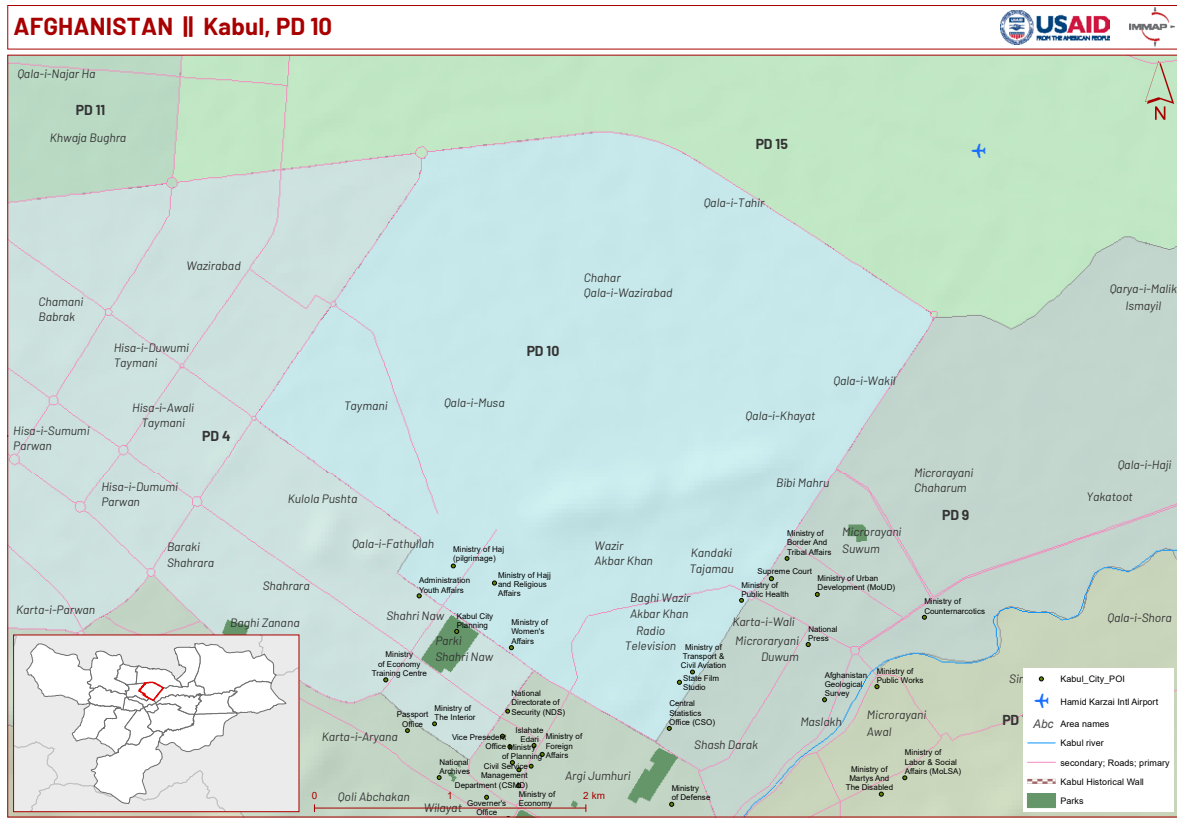 AFGHANISTAN || Kabul, PD 10
USAID
FROM THE AMERICAN PEOPLE
IMMAP
N
Qala-i-Najar Ha
PD 11
Khwaja Bughra
PD 15
Qala-i-Tahir
Wazirabad
Chahar
Qala-i-Wazirabad
Qarya-i-Malik
Ismayil
Chamani
Babrak
Hisa-i-Duwumi
Taymani
PD 10
Qala-i-Wakil
Hisa-i-Awali
Taymani
Taymani
Qala-i-Musa
Qala-i-Khayat
Hisa-i-Sumumi
Parwan
PD 4
Hisa-i-Dumumi
Parwan
Kulola Pushta
Bibi Mahru
Microrayani
Chaharum
Qala-i-Haji
Yakatoot
PD 9
Baraki
Shahrara
Qala-i-Fathullah
Ministry of Haj
(pilgrimage)
Wazir
Akbar Khan
Kandaki
Tajamau
Ministry of
Border And
Tribal Affairs
Microrayani
Suwum
Shahrara
Administration
Youth Affairs
Ministry of Hajj
and Religious
Affairs
Supreme Court
Ministry of
Public Health
Ministry of Urban
Development (MoUD)
Karta-i-Parwan
Baghi Zanana
Shahri Naw
Kabul City
Planning
Baghi Wazir
Akbar Khan
Radio
Television
Karta-i-Wali
Microraryani
Duwum
Ministry of
Counternarcotics
Qala-i-Shora
Parki
Shahri Naw
Ministry of
Women's
Affairs
National
Press
Ministry
of Economy
Training Centre
Ministry of
Transport &
Civil Aviation
State Film
Studio
Afghanistan
Geological
Survey
Ministry of
Public Works
National
Directorate of
Security (NDS)
Central
Statistics
Office (CSO)
Maslakh
Microrayani
Awal
Passport
Office
Ministry of
The Interior
Karta-i-Aryana
Vice Presedent
Office
Islahate
Edari
Ministry of
Foreign
Affairs
Ministry
of Planning
Shash Darak
Civil Service
Management
Department (CSMD)
National
Archives
Argi Jumhuri
Ministry of
Labor & Social
Affairs (MoLSA)
Ministry of
Martys And
The Disabled
Qoli Abchakan
Wilayat
Governer's
Office
Ministry of
Economy
Ministry
of Defense
0 1 2 km
Kabul_City_POI
Hamid Karzai Intl Airport
Abc Area names
Kabul river
secondary; Roads; primary
Kabul Historical Wall
Parks